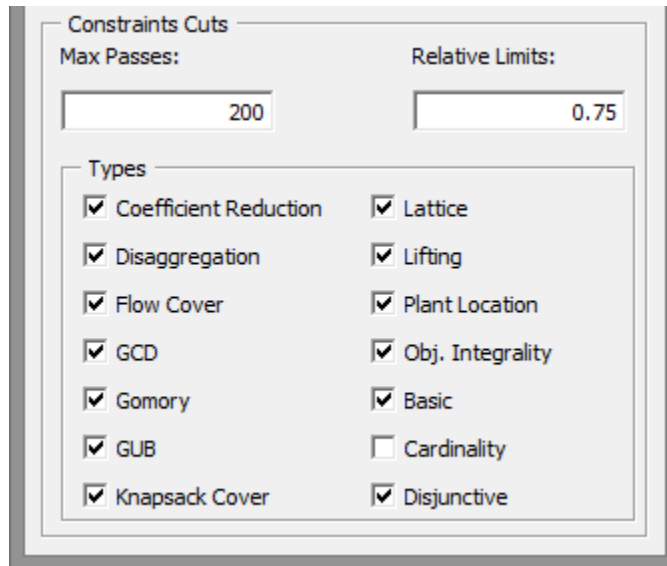 Constraints Cuts
Max Passes: Relative Limits:
200 0.75
Types
Coefficient Reduction Lattice
Disaggregation Lifting
Flow Cover Plant Location
GCD Obj. Integrality
Gomory Basic
GUB Cardinality
Knapsack Cover Disjunctive